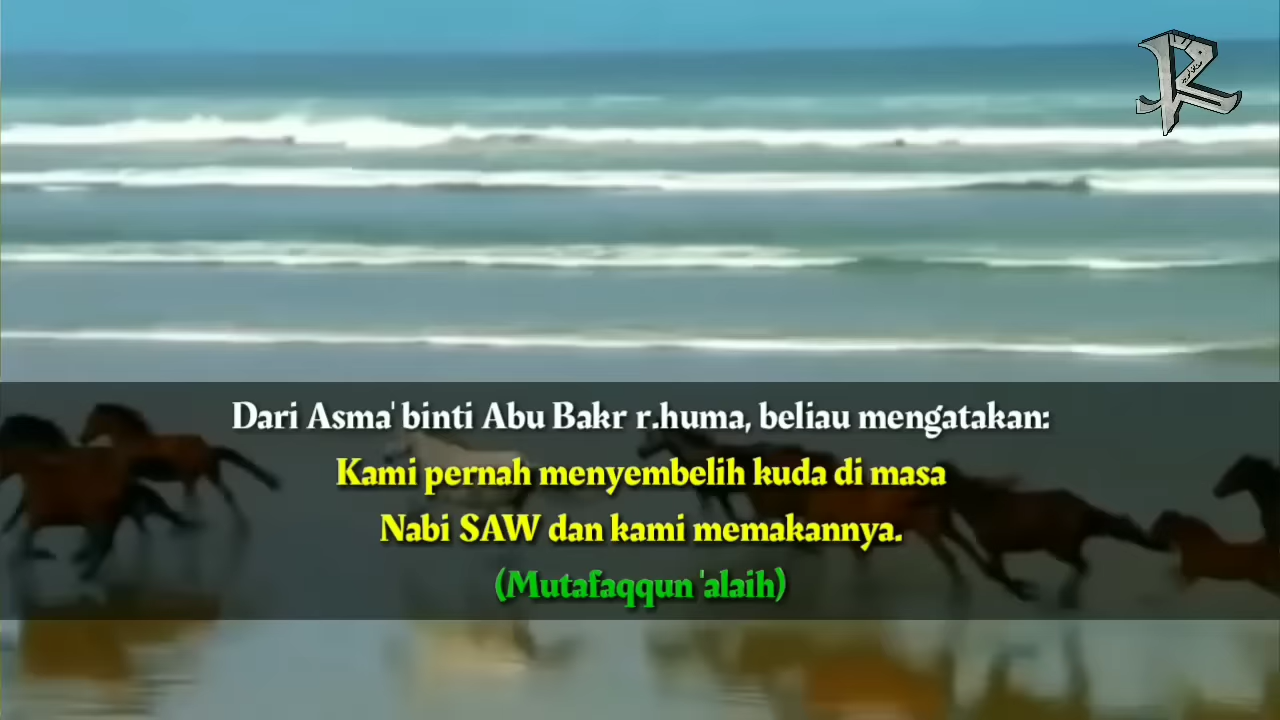 Dari Asma' binti Abu Bakr r.huma, beliau mengatakan:
Kami pernah menyembelih kuda di masa
Nabi SAW dan kami memakannya.
(Mutafaqqun 'alaih)